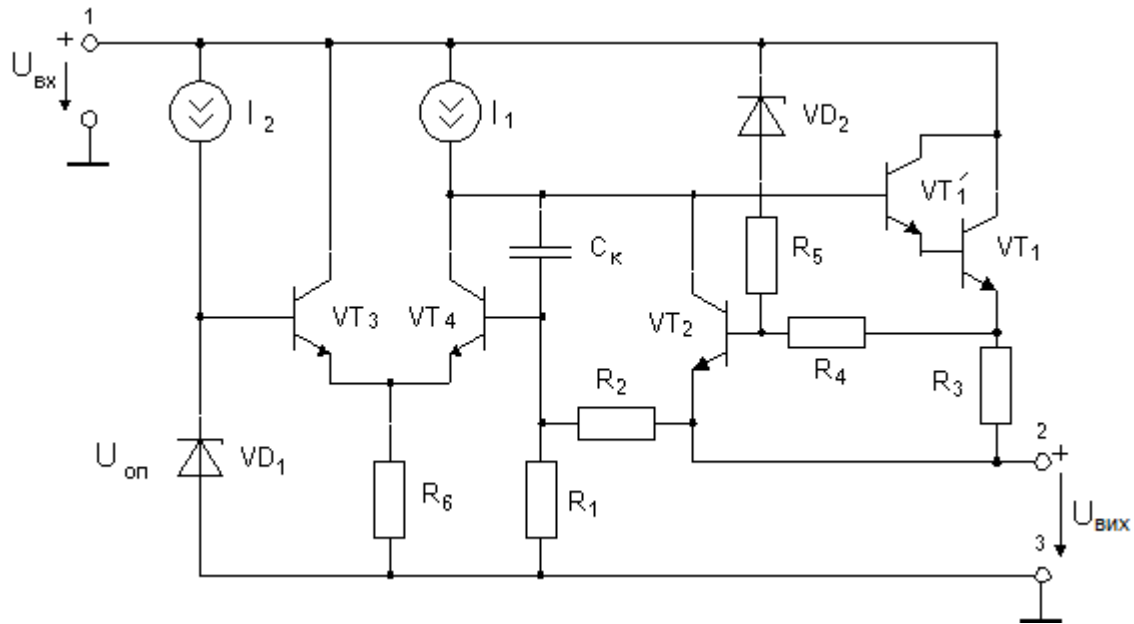 1
+
U вх
I 2
I 1
VD 2
VT 1 ′
VT 1
R 5
C к
VT 3
VT 4
VT 2
R 4
R 3
R 2
2
+
U оп
VD 1
R 6
R 1
U вих
3